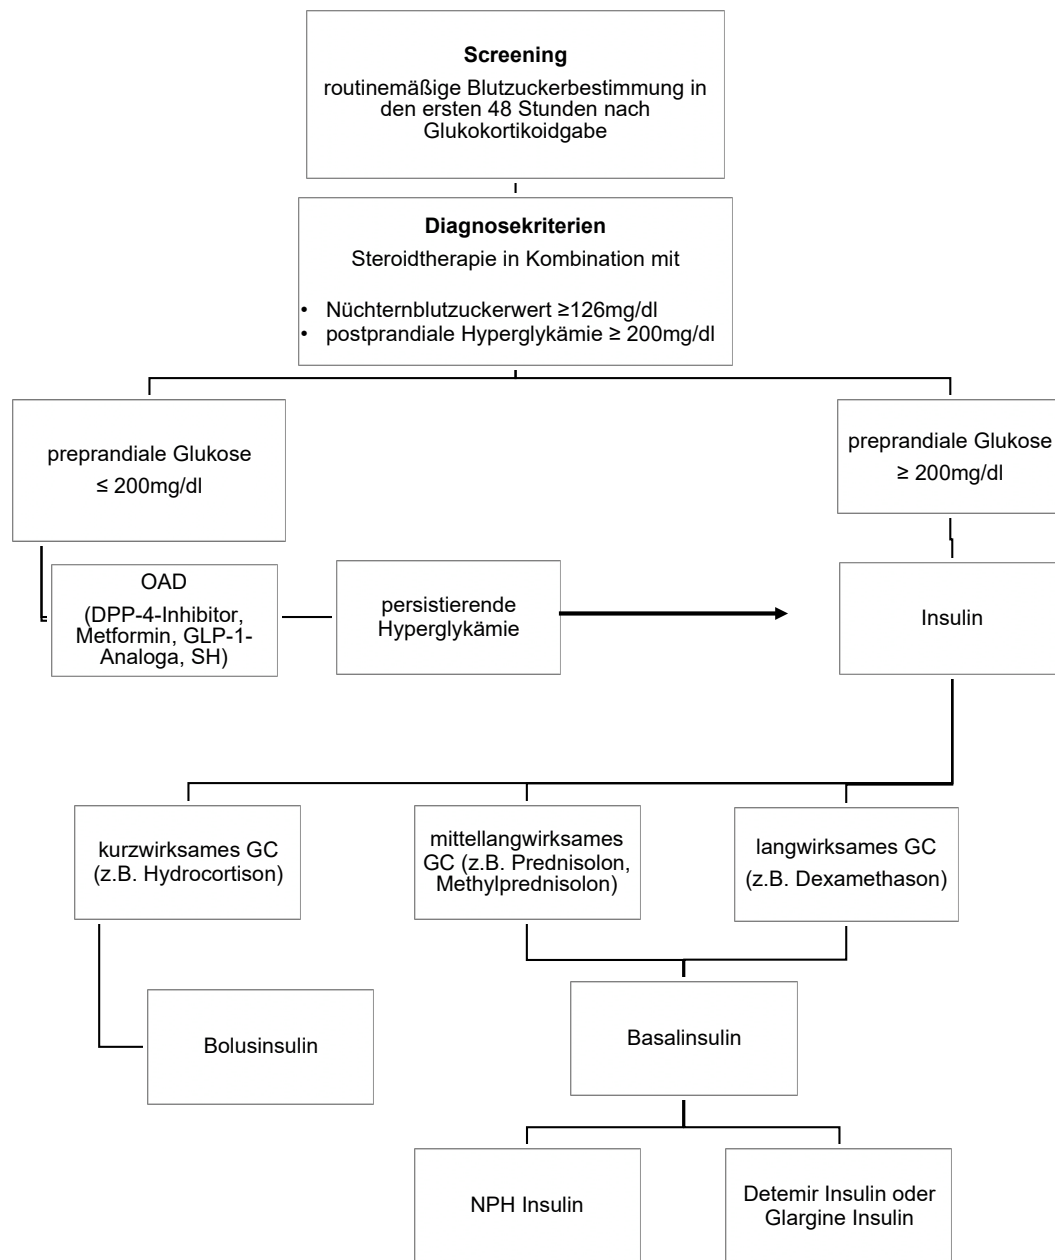 Screening
routinemäßige Blutzuckerbestimmung in
den ersten 48 Stunden nach
Glukokortikoidgabe
Diagnosekriterien
Steroidtherapie in Kombination mit
• Nüchternblutzuckerwert ≥126mg/dl
• postprandiale Hyperglykämie ≥ 200mg/dl
preprandiale Glukose
≤ 200mg/dl
preprandiale Glukose
≥ 200mg/dl
OAD
(DPP-4-Inhibitor,
Metformin, GLP-1-
Analoga, SH)
persistierende
Hyperglykämie
Insulin
kurzwirksames GC
(z.B. Hydrocortison)
mittellangwirksames
GC (z.B. Prednisolon,
Methylprednisolon)
langwirksames GC
(z.B. Dexamethason)
Bolusinsulin
Basalinsulin
NPH Insulin
Detemir Insulin oder
Glargine Insulin